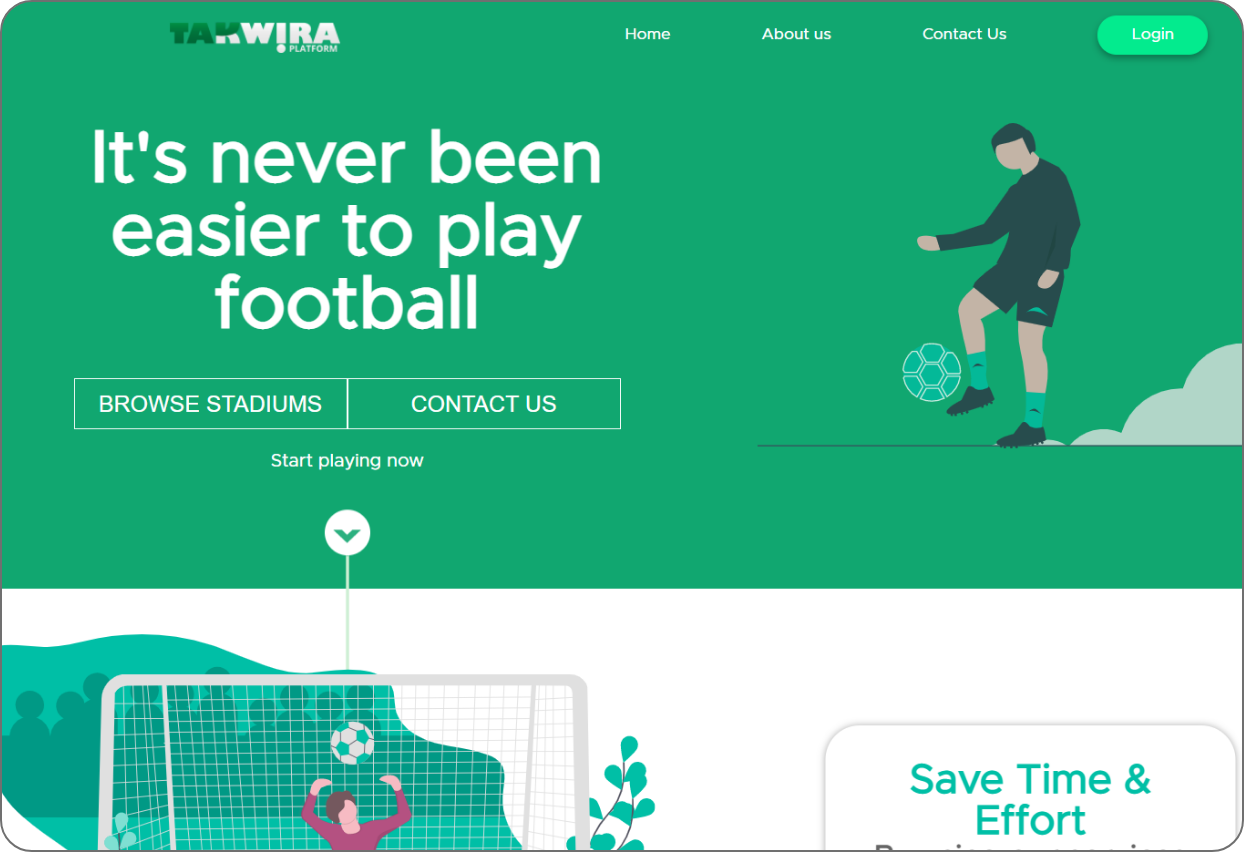 TAKWIRA
PLATFORM
Home
About us
Contact Us
Login
It's never been
easier to play
football
BROWSE STADIUMS
CONTACT US
Start playing now
Save Time &
Effort